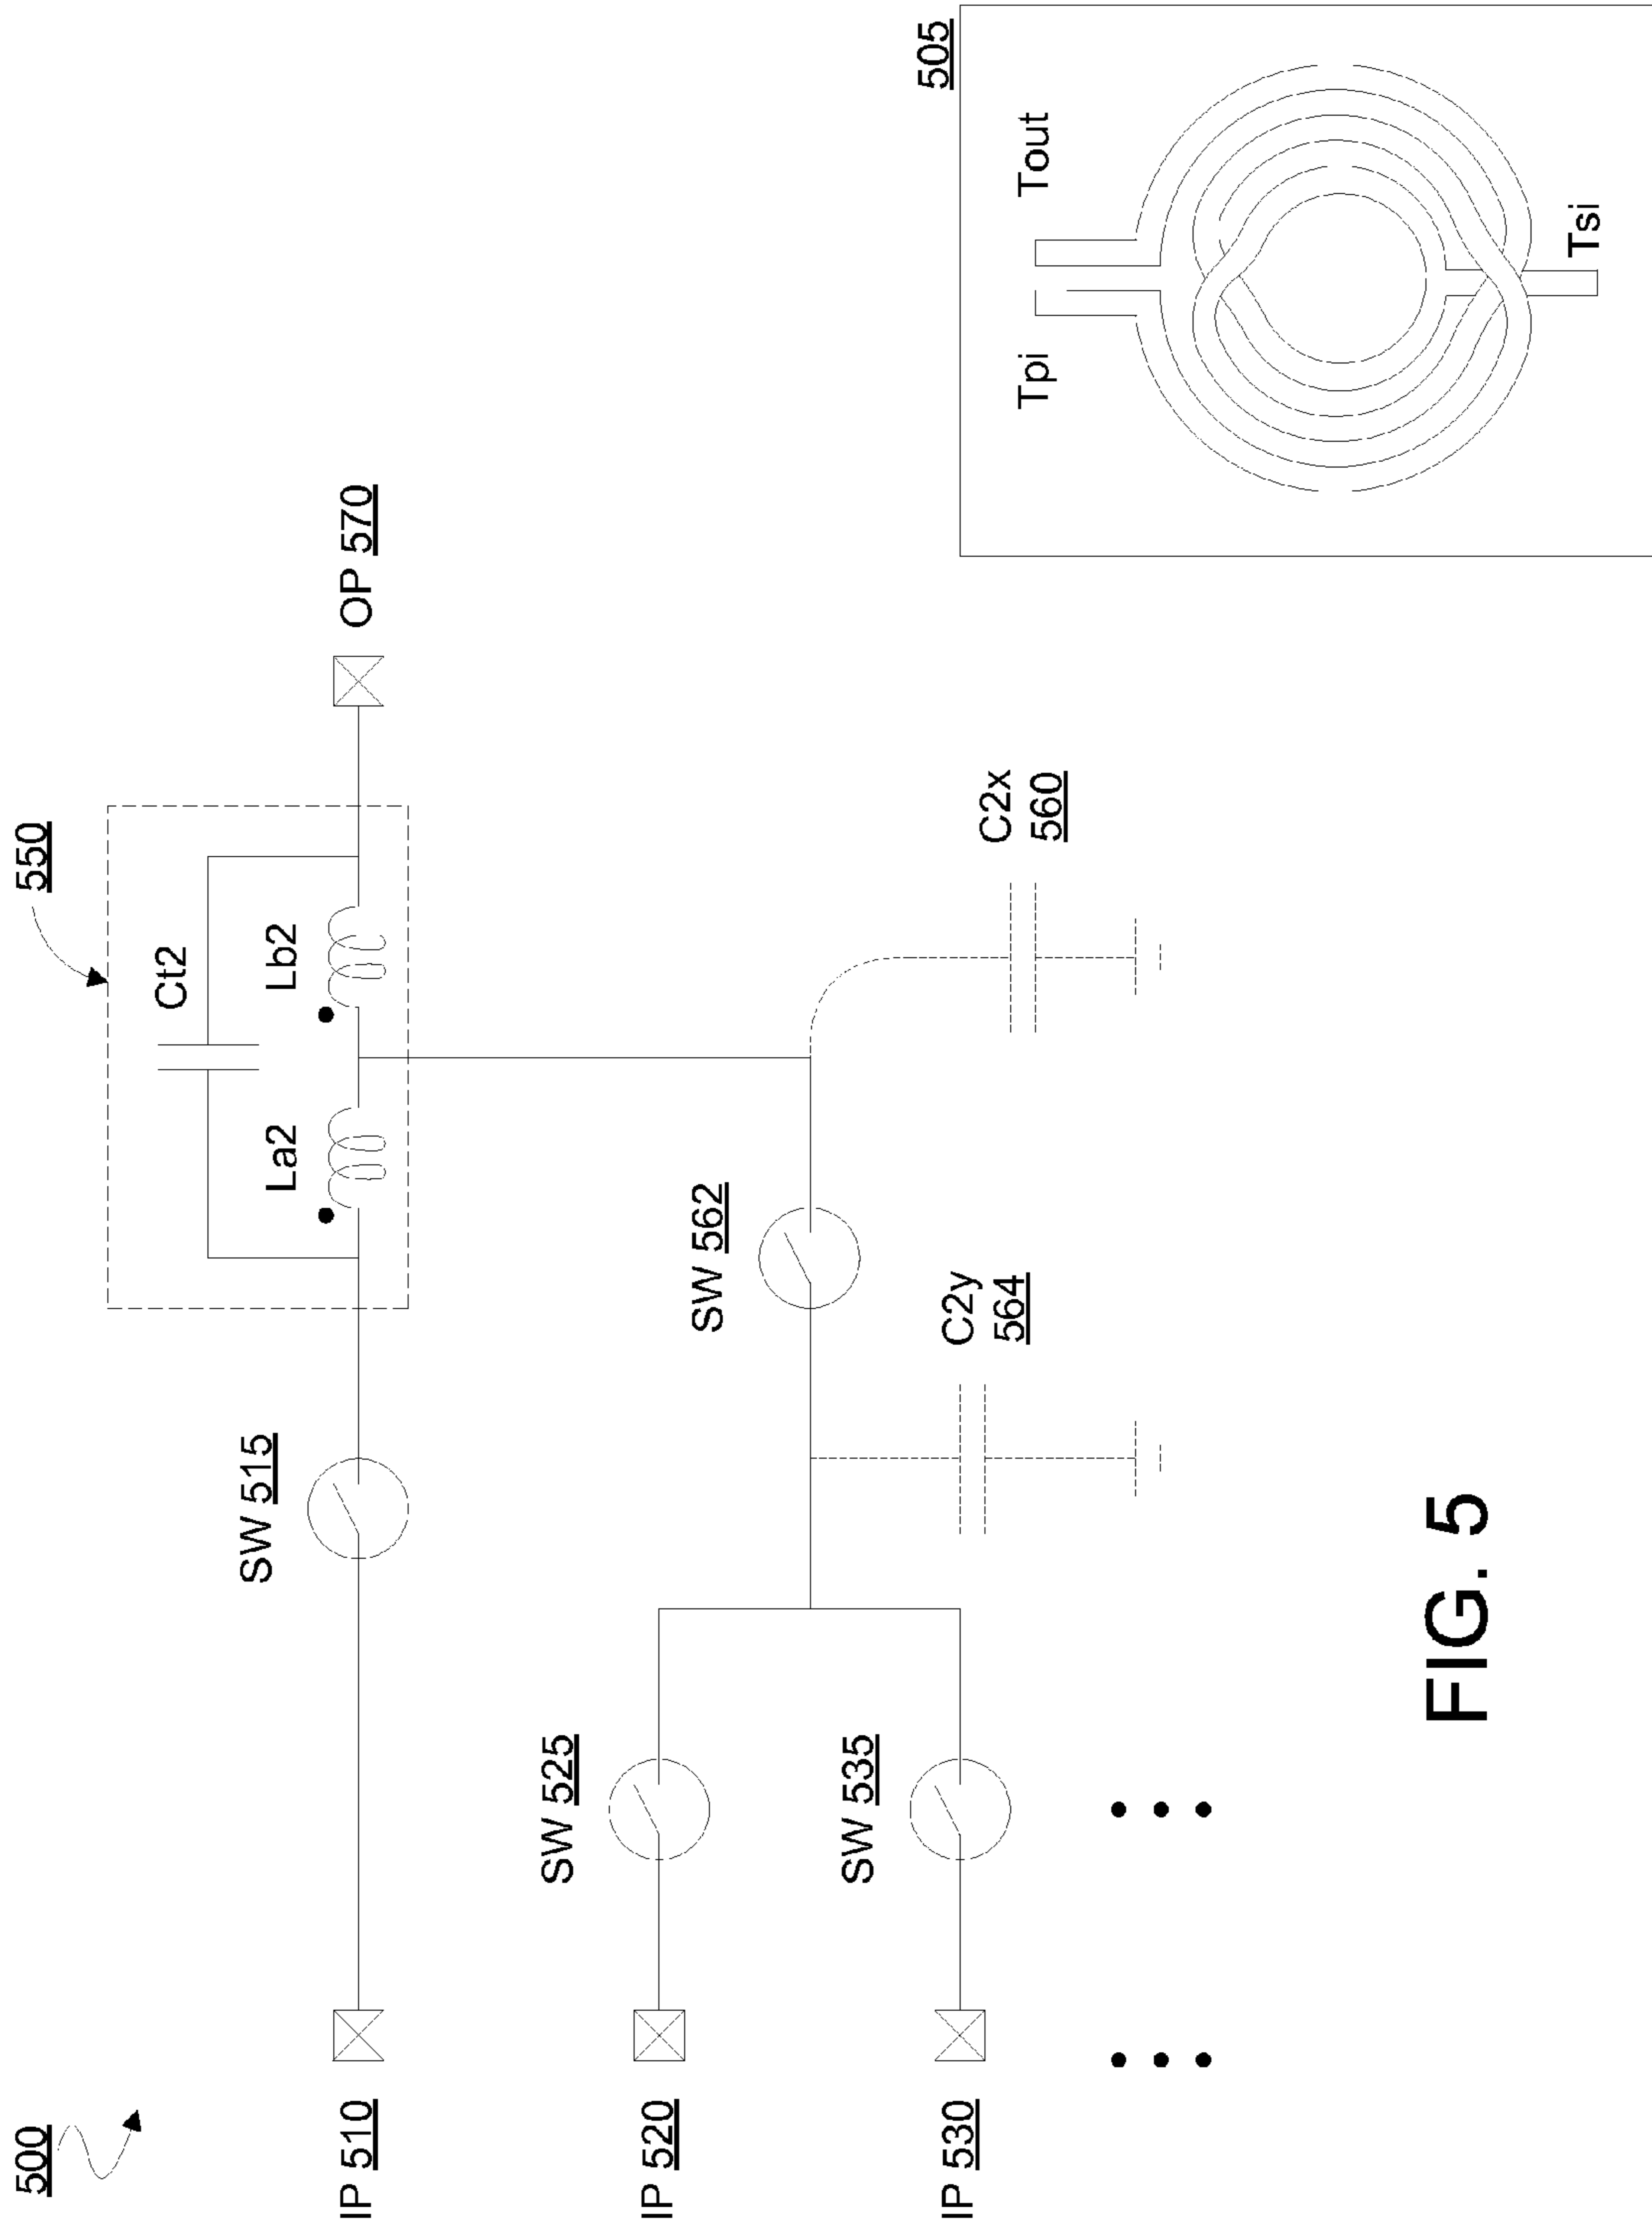 500
550
Ct2
La2
Lb2
SW 515
IP 510
OP 570
SW 525
IP 520
SW 562
SW 535
IP 530
C2y
564
C2x
560
505
Tpi
Tout
Tsi
FIG. 5